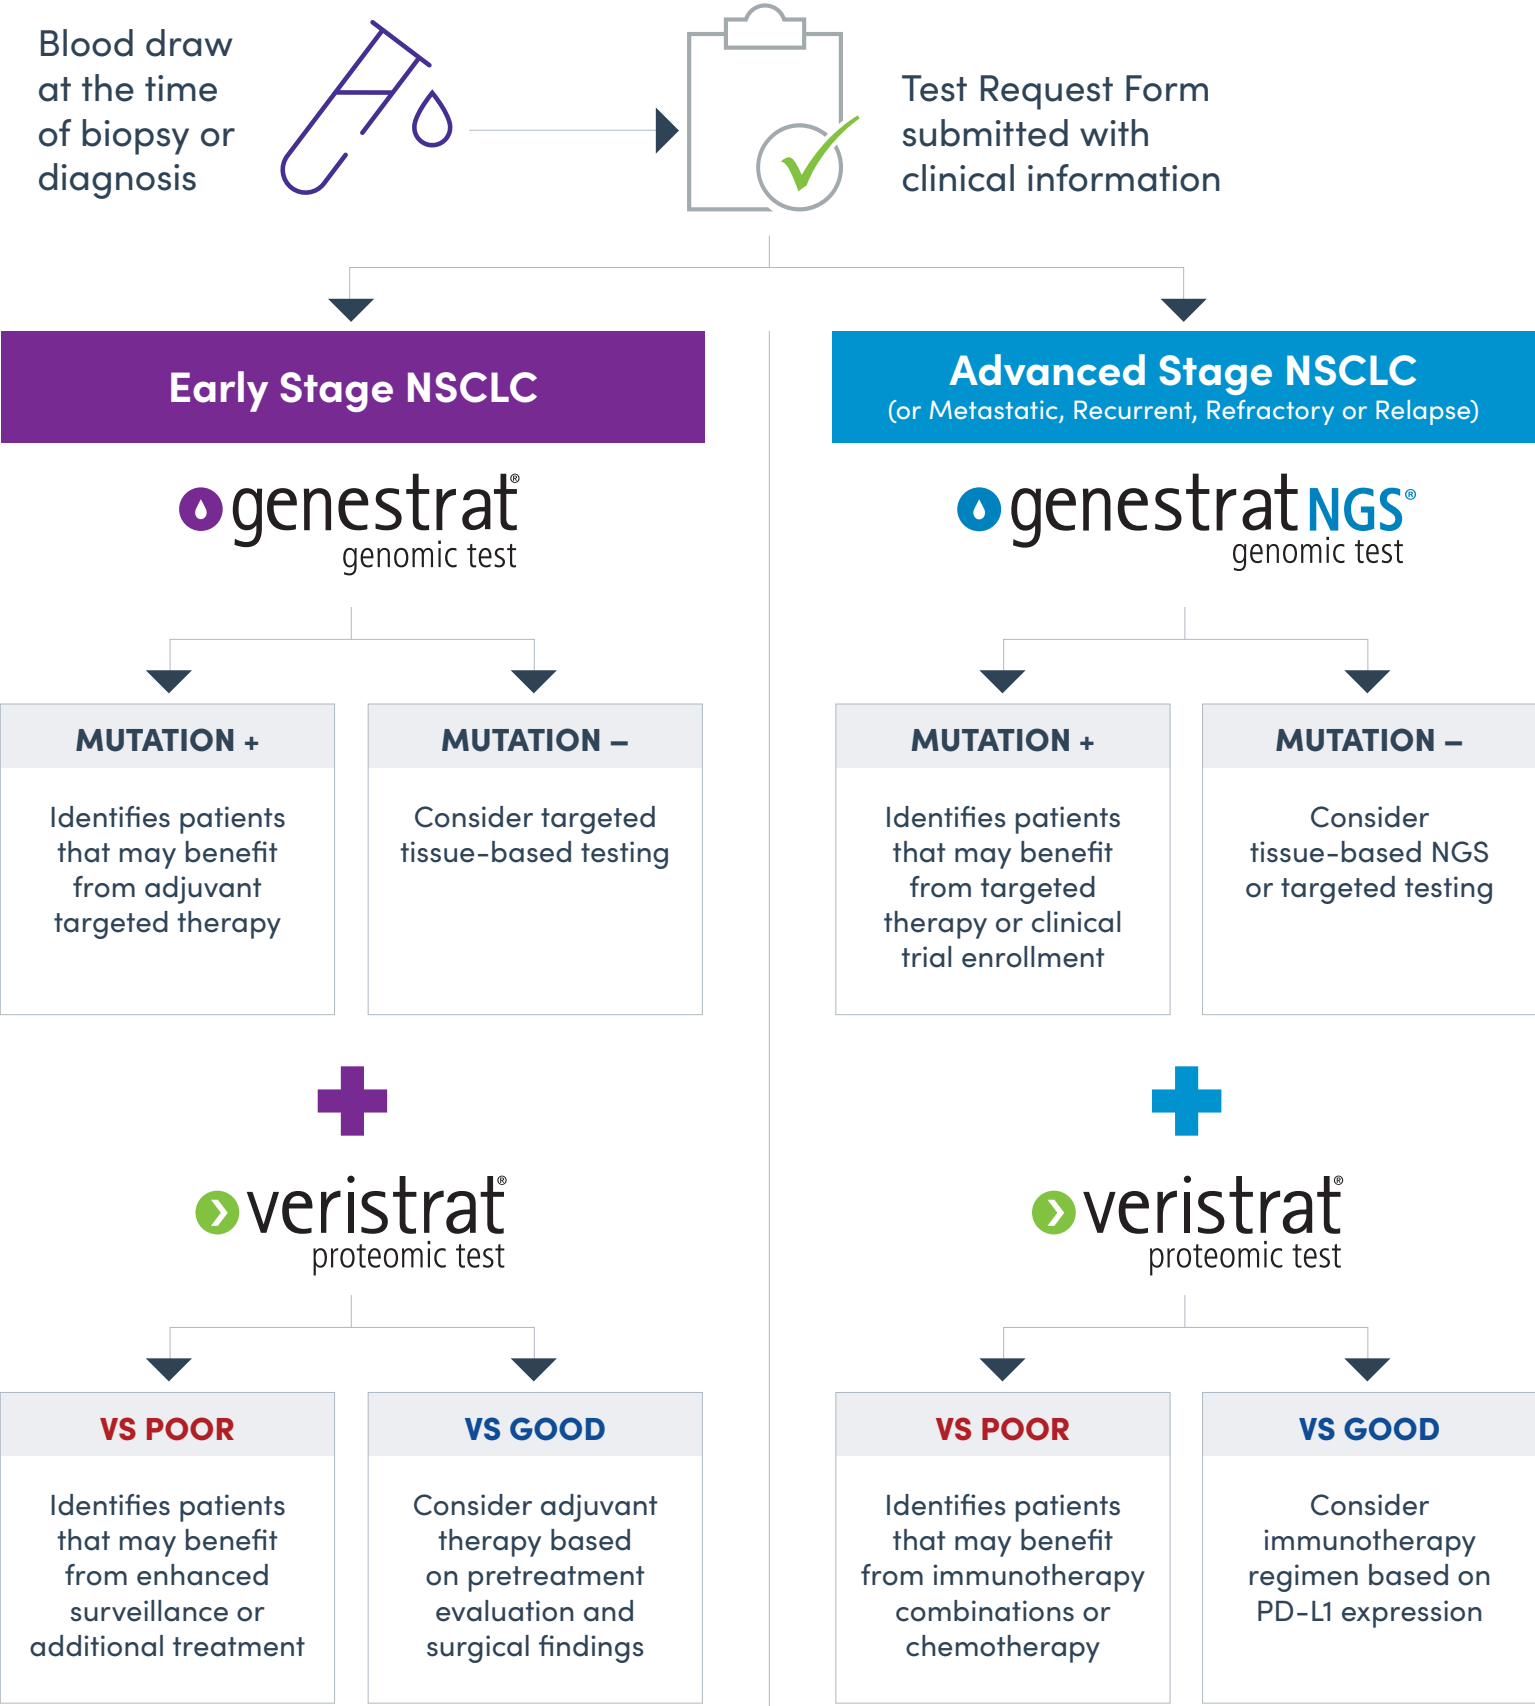 Blood draw
at the time
of biopsy or
diagnosis
Test Request Form
submitted with
clinical information
Early Stage NSCLC
genestrat®
genomic test
MUTATION +
Identifies patients
that may benefit
from adjuvant
targeted therapy
MUTATION –
Consider targeted
tissue-based testing
veristrat®
proteomic test
VS POOR
Identifies patients
that may benefit
from enhanced
surveillance or
additional treatment
VS GOOD
Consider adjuvant
therapy based
on pretreatment
evaluation and
surgical findings
Advanced Stage NSCLC
(or Metastatic, Recurrent, Refractory or Relapse)
genestrat NGS®
genomic test
MUTATION +
Identifies patients
that may benefit
from targeted
therapy or clinical
trial enrollment
MUTATION –
Consider
tissue-based NGS
or targeted testing
veristrat®
proteomic test
VS POOR
Identifies patients
that may benefit
from immunotherapy
combinations or
chemotherapy
VS GOOD
Consider
immunotherapy
regimen based on
PD-L1 expression